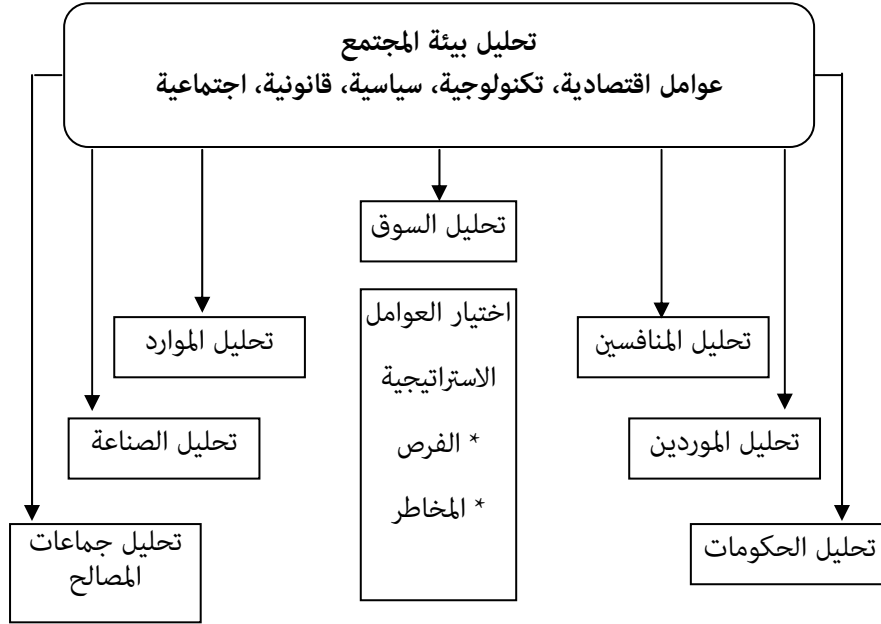 تحليل بيئة المجتمع
عوامل اقتصادية، تكنولوجية، سياسية، قانونية، اجتماعية
تحليل السوق
اختيار العوامل
الاستراتيجية
* الفرص
* المخاطر
تحليل المنافسين
تحليل الموارد
تحليل الموردين
تحليل الصناعة
تحليل الحكومات
تحليل جماعات
المصالح